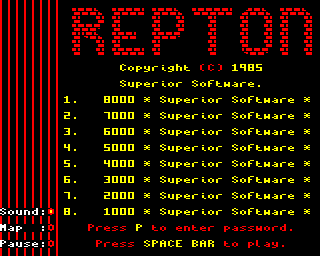 REPTON
Copyright (C) 1985
Superior Software.
1. 8000 * Superior Software *
2. 7000 * Superior Software *
3. 6000 * Superior Software *
4. 5000 * Superior Software *
5. 4000 * Superior Software *
6. 3000 * Superior Software *
7. 2000 * Superior Software *
8. 1000 * Superior Software *
Sound:
Map :
Pause:
Press P to enter password.
Press SPACE BAR to play.